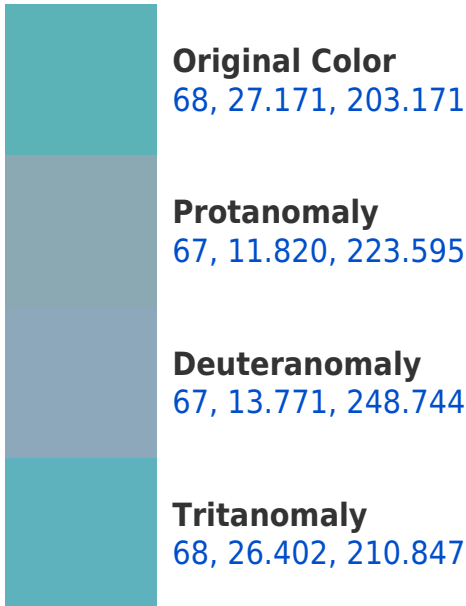 Original Color
68, 27.171, 203.171
Protanomaly
67, 11.820, 223.595
Deuteranomaly
67, 13.771, 248.744
Tritanomaly
68, 26.402, 210.847